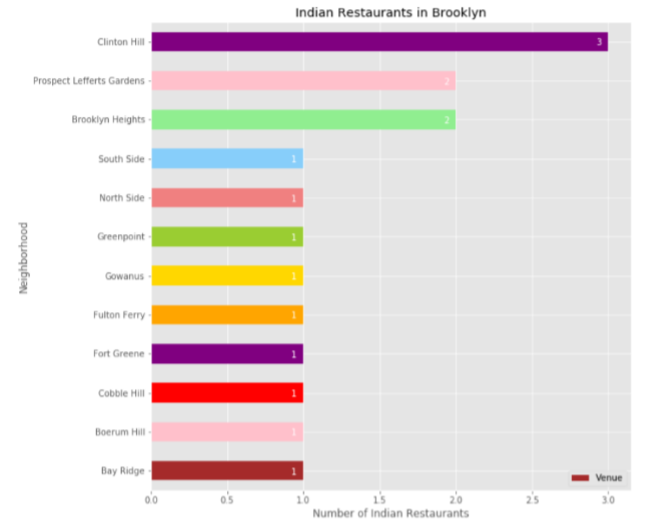 Indian Restaurants in Brooklyn
Neighborhood
Clinton Hill 3
Prospect Lefferts Gardens 2
Brooklyn Heights 2
South Side 1
North Side 1
Greenpoint 1
Gowanus 1
Fulton Ferry 1
Fort Greene 1
Cobble Hill 1
Boerum Hill 1
Bay Ridge 1
Venue
0.0 0.5 1.0 1.5 2.0 2.5 3.0
Number of Indian Restaurants